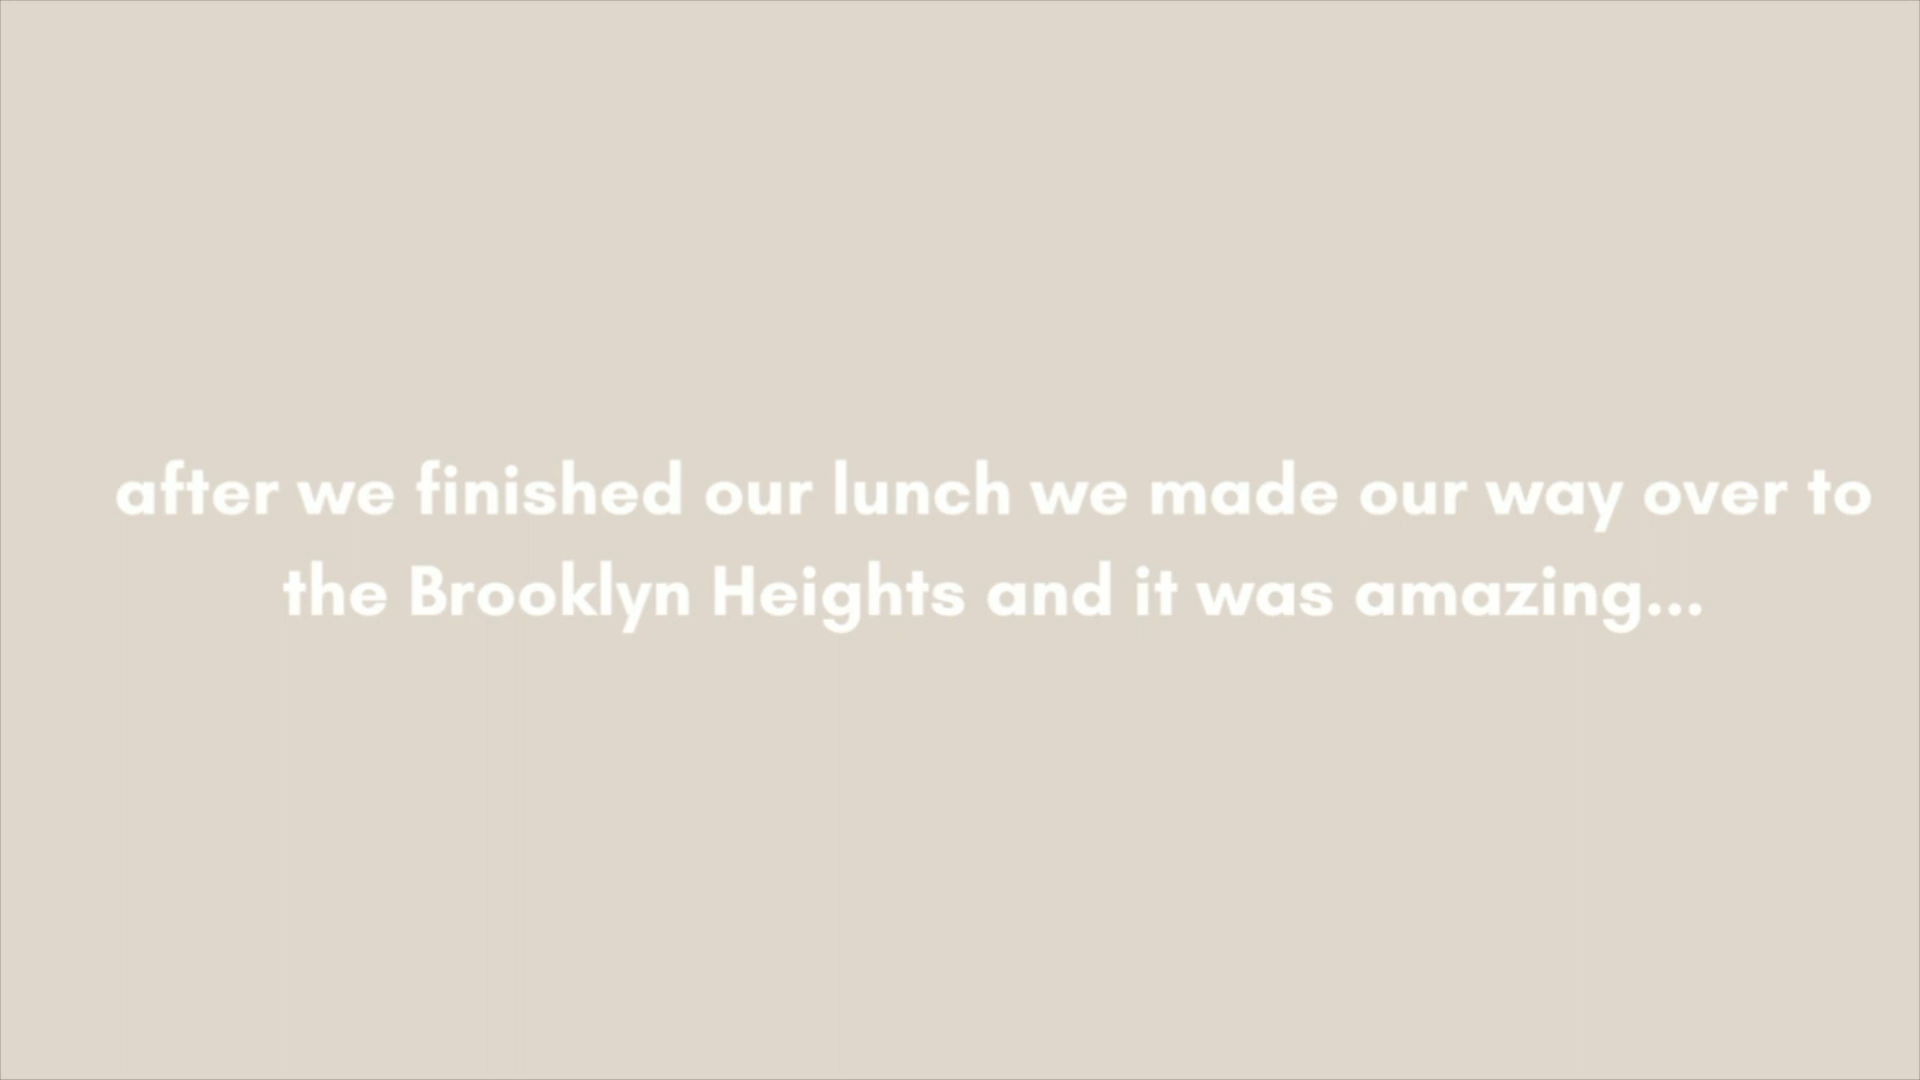 after we finished our lunch we made our way over to
the Brooklyn Heights and it was amazing...